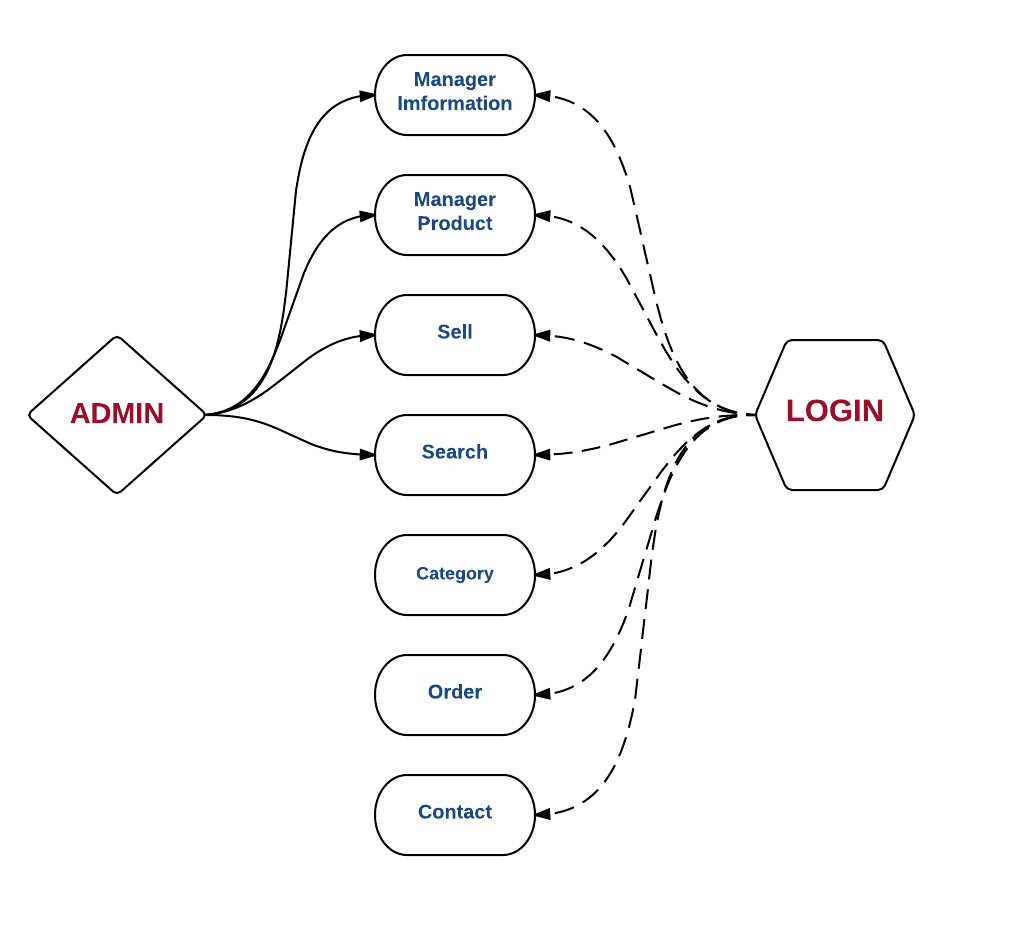 Manager
Imformation
Manager
Product
Sell
ADMIN
LOGIN
Search
Category
Order
Contact